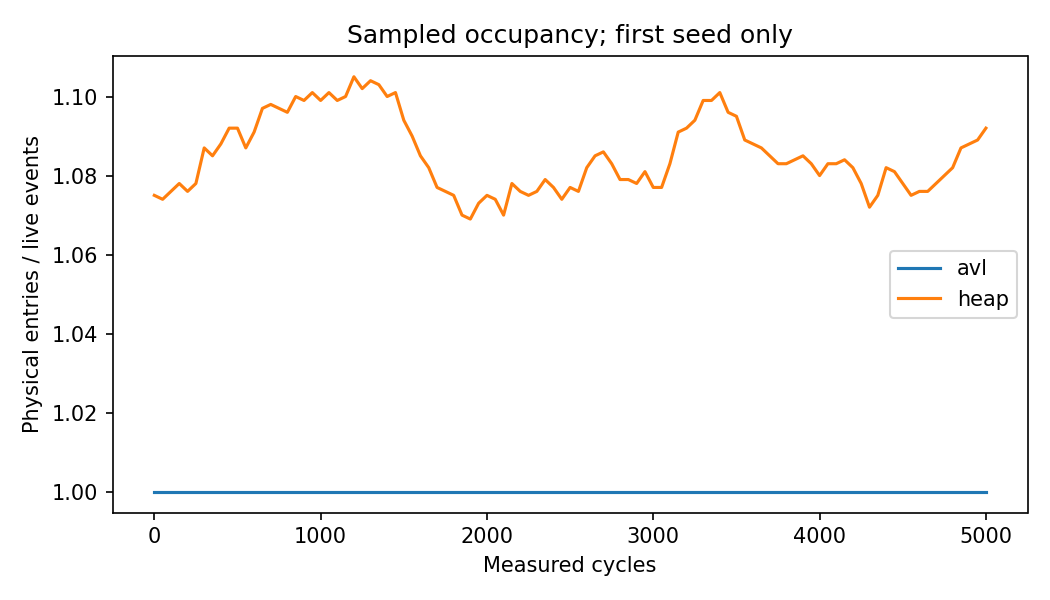 Sampled occupancy; first seed only
Physical entries / live events
1.10
1.08
1.06
1.04
1.02
1.00
avl
heap
0
1000
2000
3000
4000
5000
Measured cycles